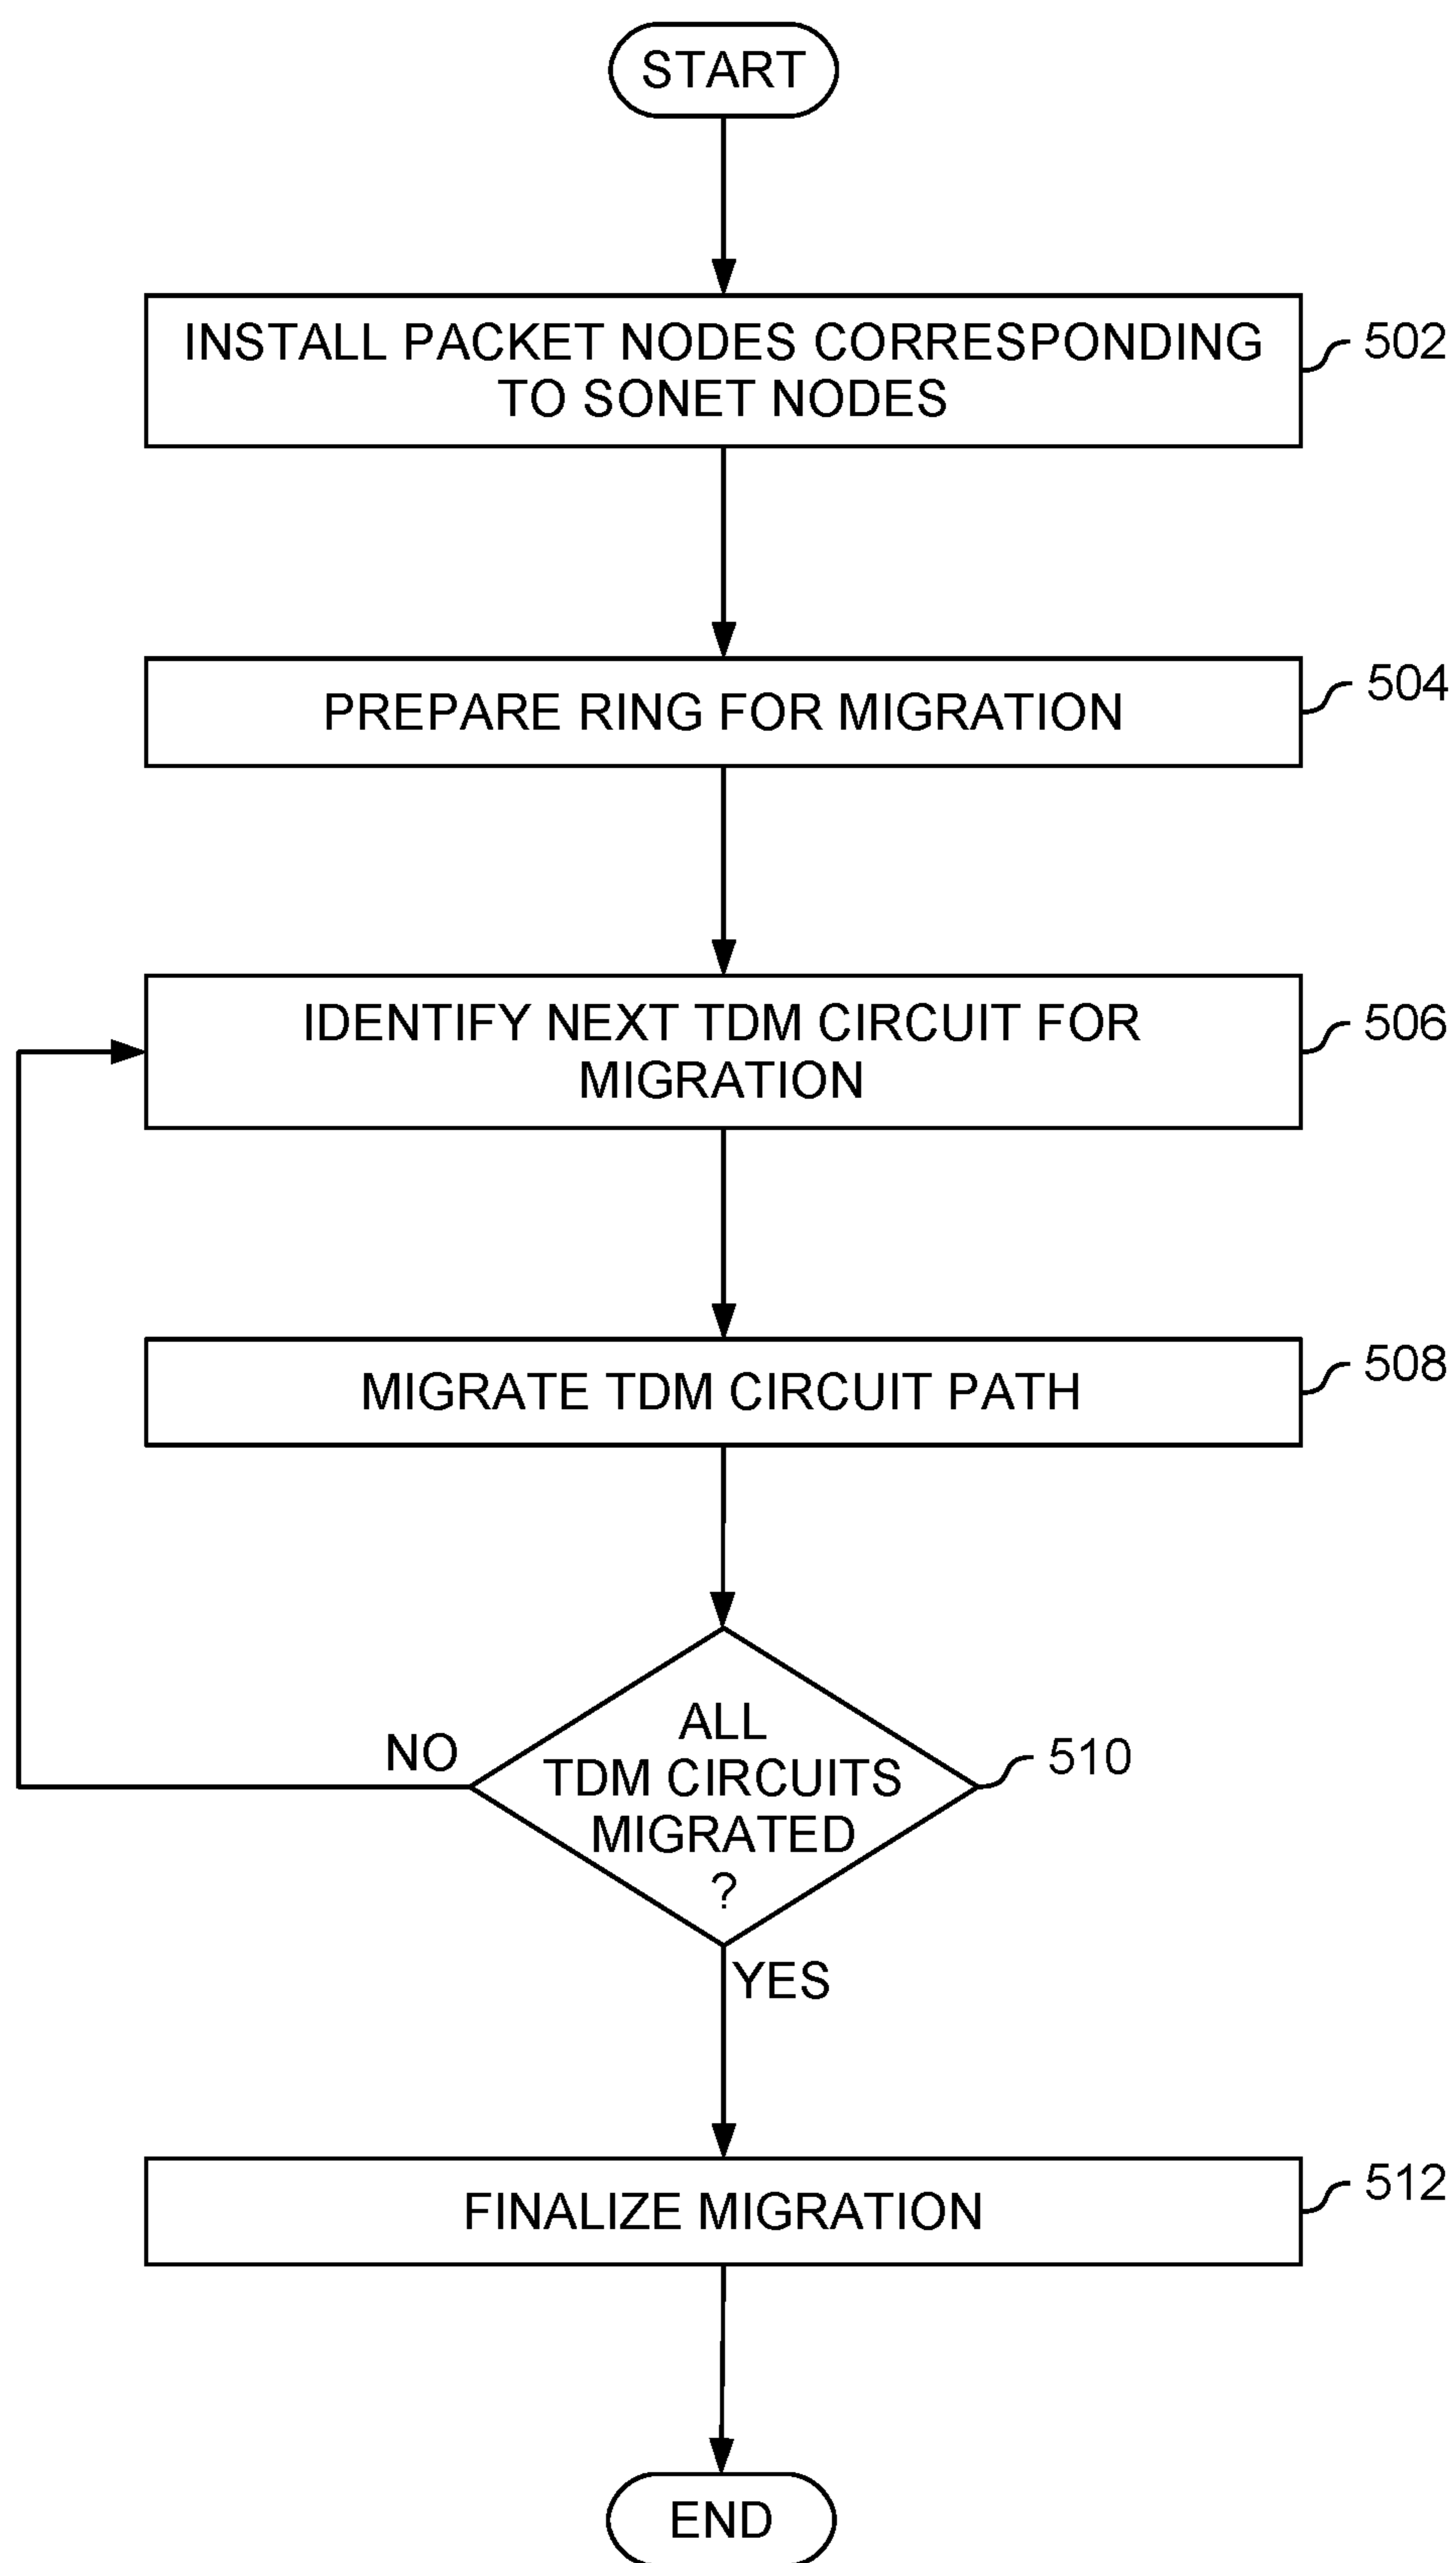 START
INSTALL PACKET NODES CORRESPONDING
TO SONET NODES
502
PREPARE RING FOR MIGRATION
504
IDENTIFY NEXT TDM CIRCUIT FOR
MIGRATION
506
MIGRATE TDM CIRCUIT PATH
508
ALL
TDM CIRCUITS
MIGRATED
?
510
NO
YES
FINALIZE MIGRATION
512
END